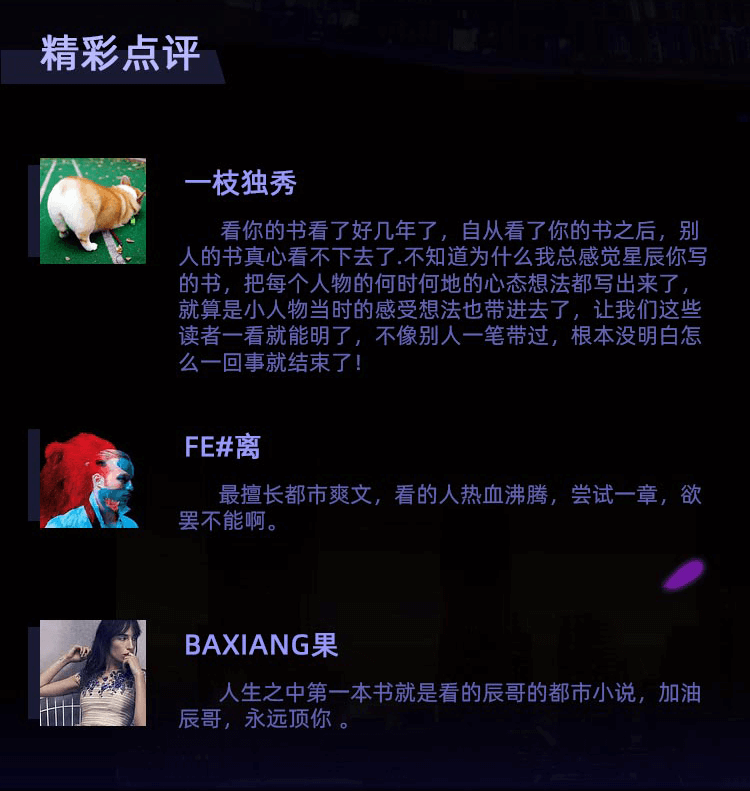 精彩点评
一枝独秀
看你的书看了好几年了，自从看了你的书之后，别
人的书真心看不下去了.不知道为什么我总感觉星辰你写
的书，把每个人物的何时何地的心态想法都写出来了，
就算是小人物当时的感受想法也带进去了，让我们这些
读者一看就能明了，不像别人一笔带过，根本没明白怎
么一回事就结束了！
FE#离
最擅长都市爽文，看的人热血沸腾，尝试一章，欲
罢不能啊。
BAXIANG果
人生之中第一本书就是看的辰哥的都市小说，加油
辰哥，永远顶你 。